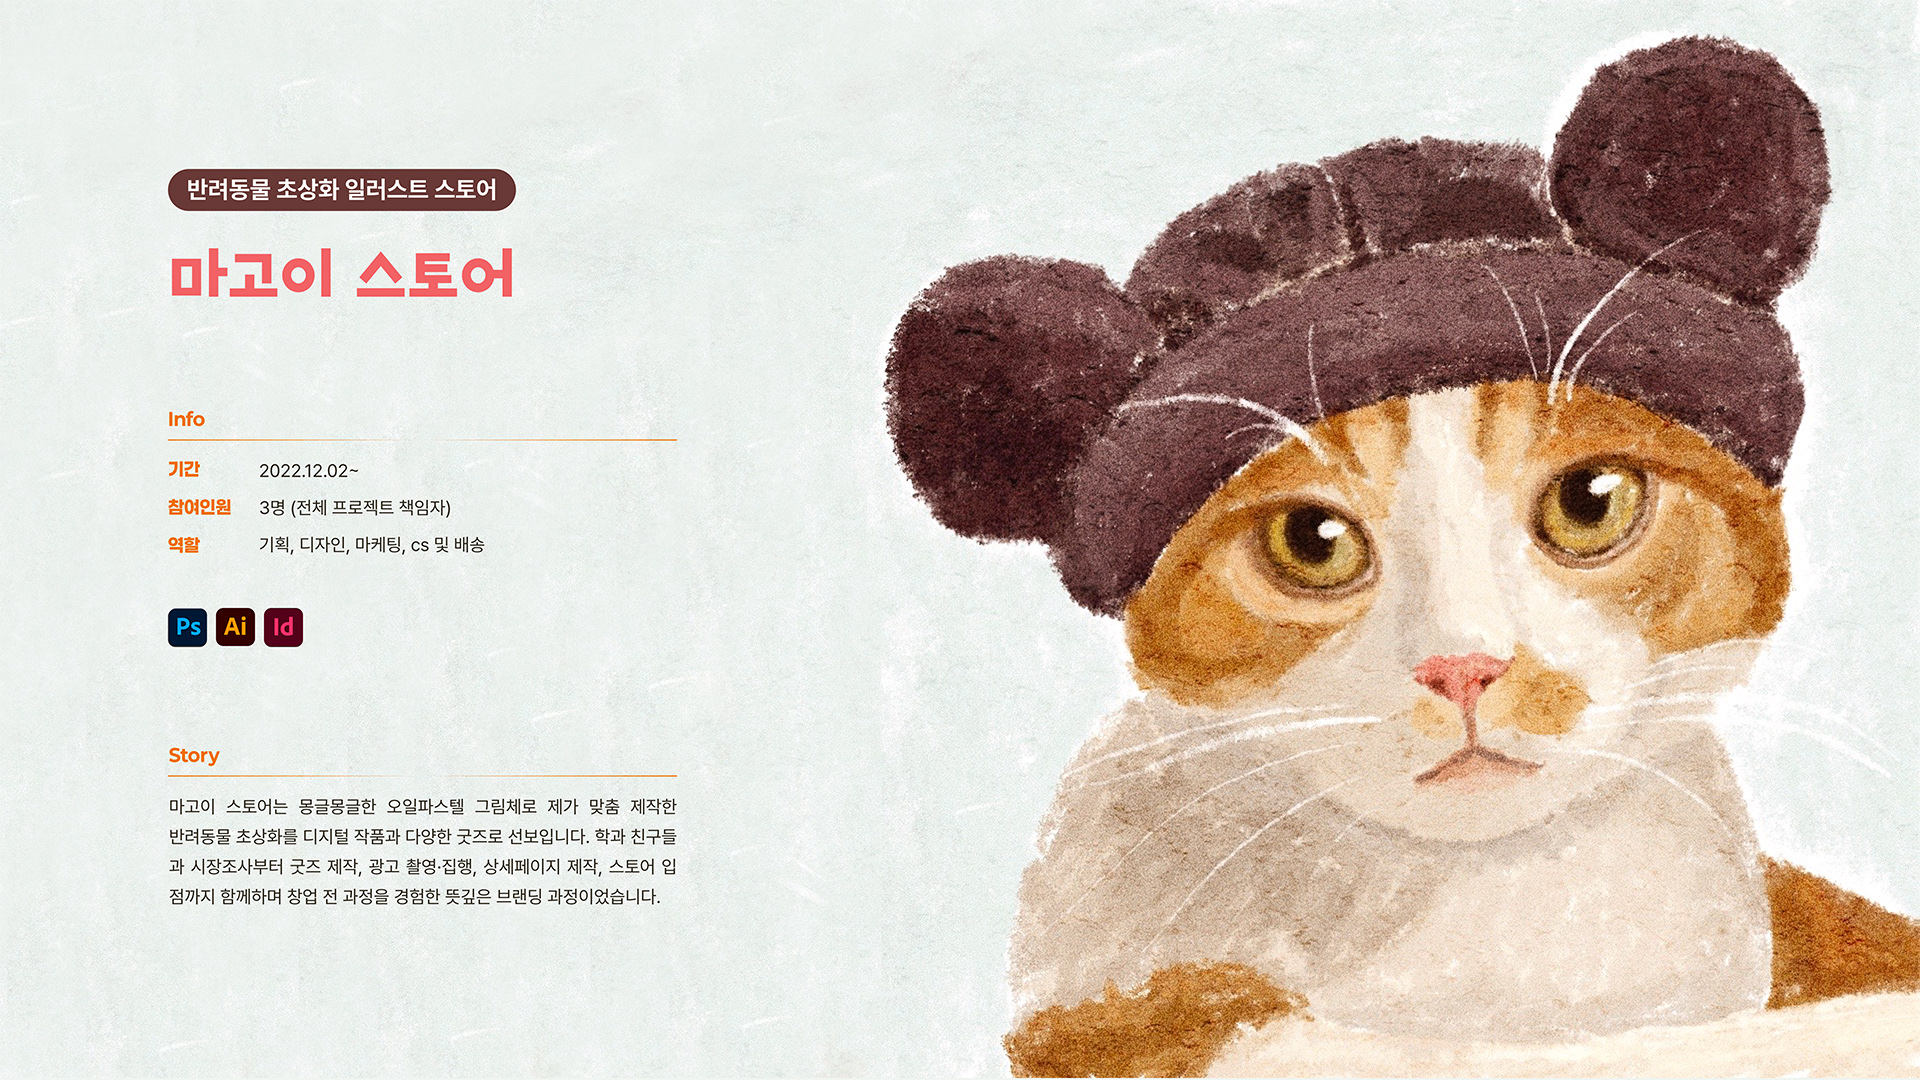 반려동물 초상화 일러스트 스토어
마고이 스토어
Info
기간 2022.12.02~
참여인원 3명 (전체 프로젝트 책임자)
역할 기획, 디자인, 마케팅, cs 및 배송
Ps Ai Id
Story
마고이 스토어는 몽글몽글한 오일파스텔 그림체로 제가 맞춤 제작한
반려동물 초상화를 디지털 작품과 다양한 굿즈로 선보입니다. 학과 친구들
과 시장조사부터 굿즈 제작, 광고 촬영·집행, 상세페이지 제작, 스토어 입
점까지 함께하며 창업 전 과정을 경험한 뜻깊은 브랜딩 과정이었습니다.